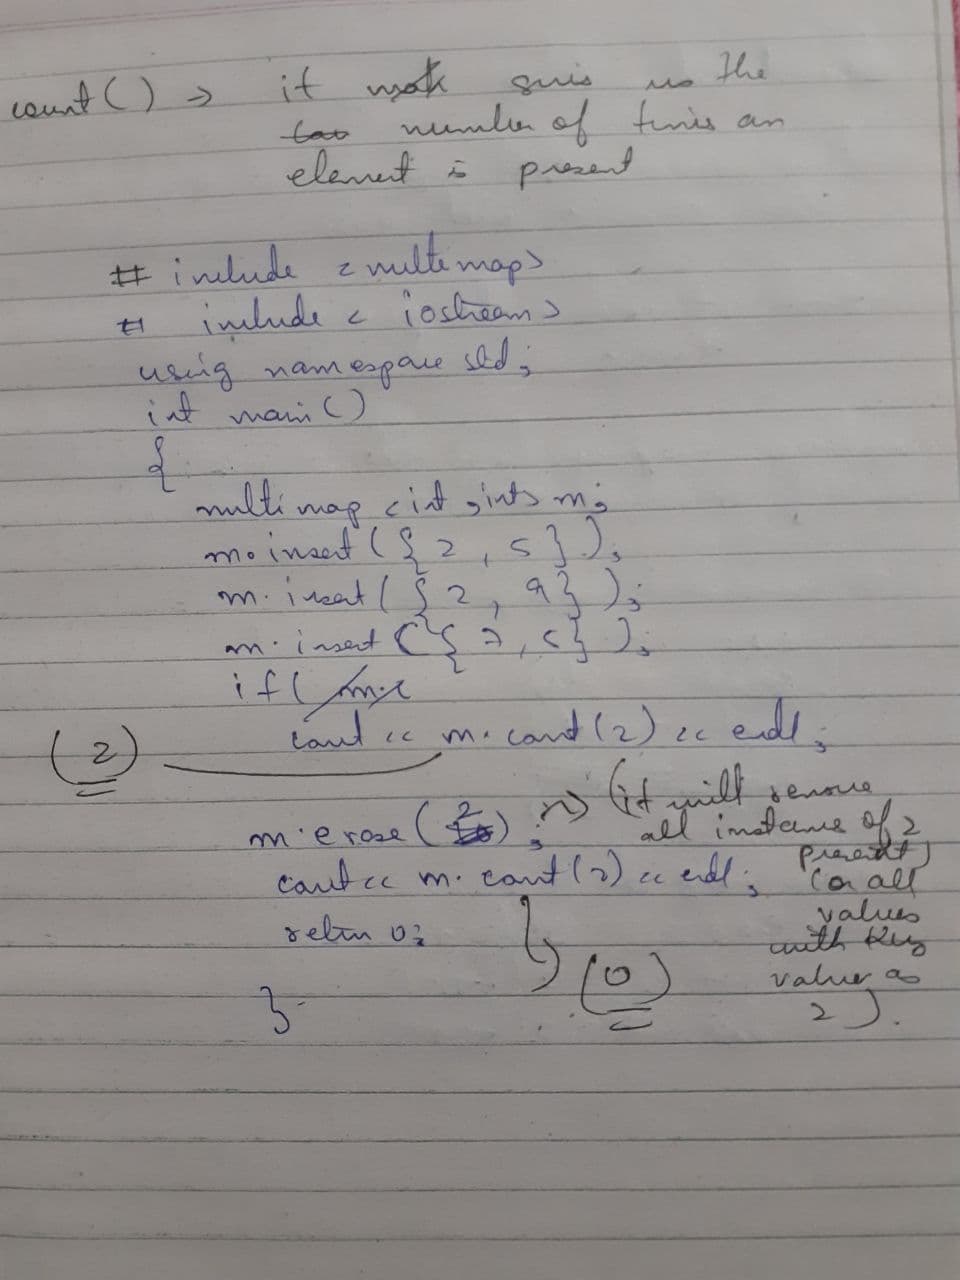 count() → it gives us the
number of times an
element is present
# include <multimap>
# include <iostream>
using namespace std;
int main()
{
multimap <int, int> m;
m.insert({2, 5});
m.insert({2, 9});
m.insert({7, 5});
if(
cout << m.count(2) << endl;
(2)
m.erase(2); → (it will remove
all instance of 2
present)
cout << m.count(2) << endl;
(or all
values
with key
value as
2).
return 0;
(0)
}